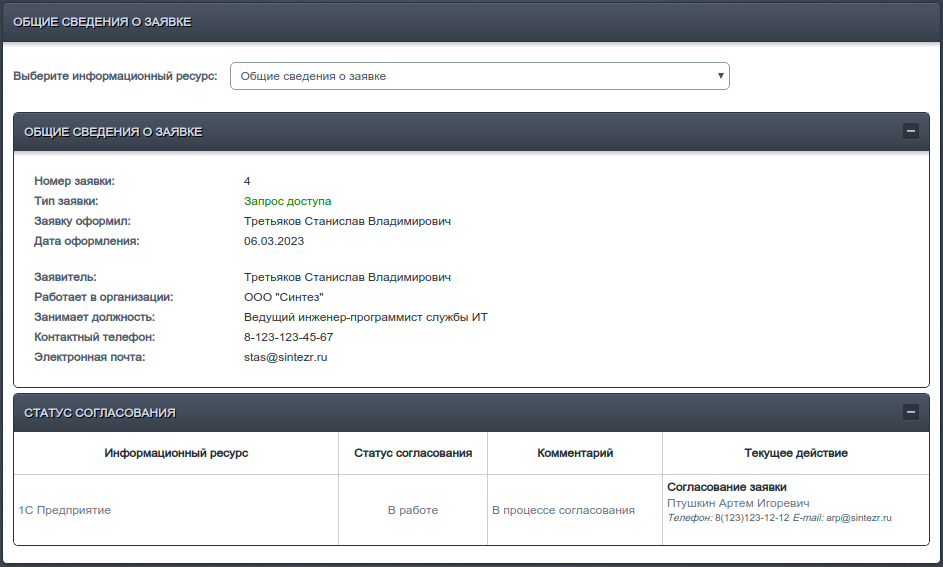 ОБЩИЕ СВЕДЕНИЯ О ЗАЯВКЕ
Выберите информационный ресурс: Общие сведения о заявке
ОБЩИЕ СВЕДЕНИЯ О ЗАЯВКЕ
Номер заявки: 4
Тип заявки: Запрос доступа
Заявку оформил: Третьяков Станислав Владимирович
Дата оформления: 06.03.2023
Заявитель: Третьяков Станислав Владимирович
Работает в организации: ООО "Синтез"
Занимает должность: Ведущий инженер-программист службы ИТ
Контактный телефон: 8-123-123-45-67
Электронная почта: stas@sintezr.ru
СТАТУС СОГЛАСОВАНИЯ
Информационный ресурс Статус согласования Комментарий Текущее действие
Согласование заявки
Птушкин Артем Игоревич
1С Предприятие В работе В процессе согласования
Телефон: 8(123)123-12-12 E-mail: arp@sintezr.ru